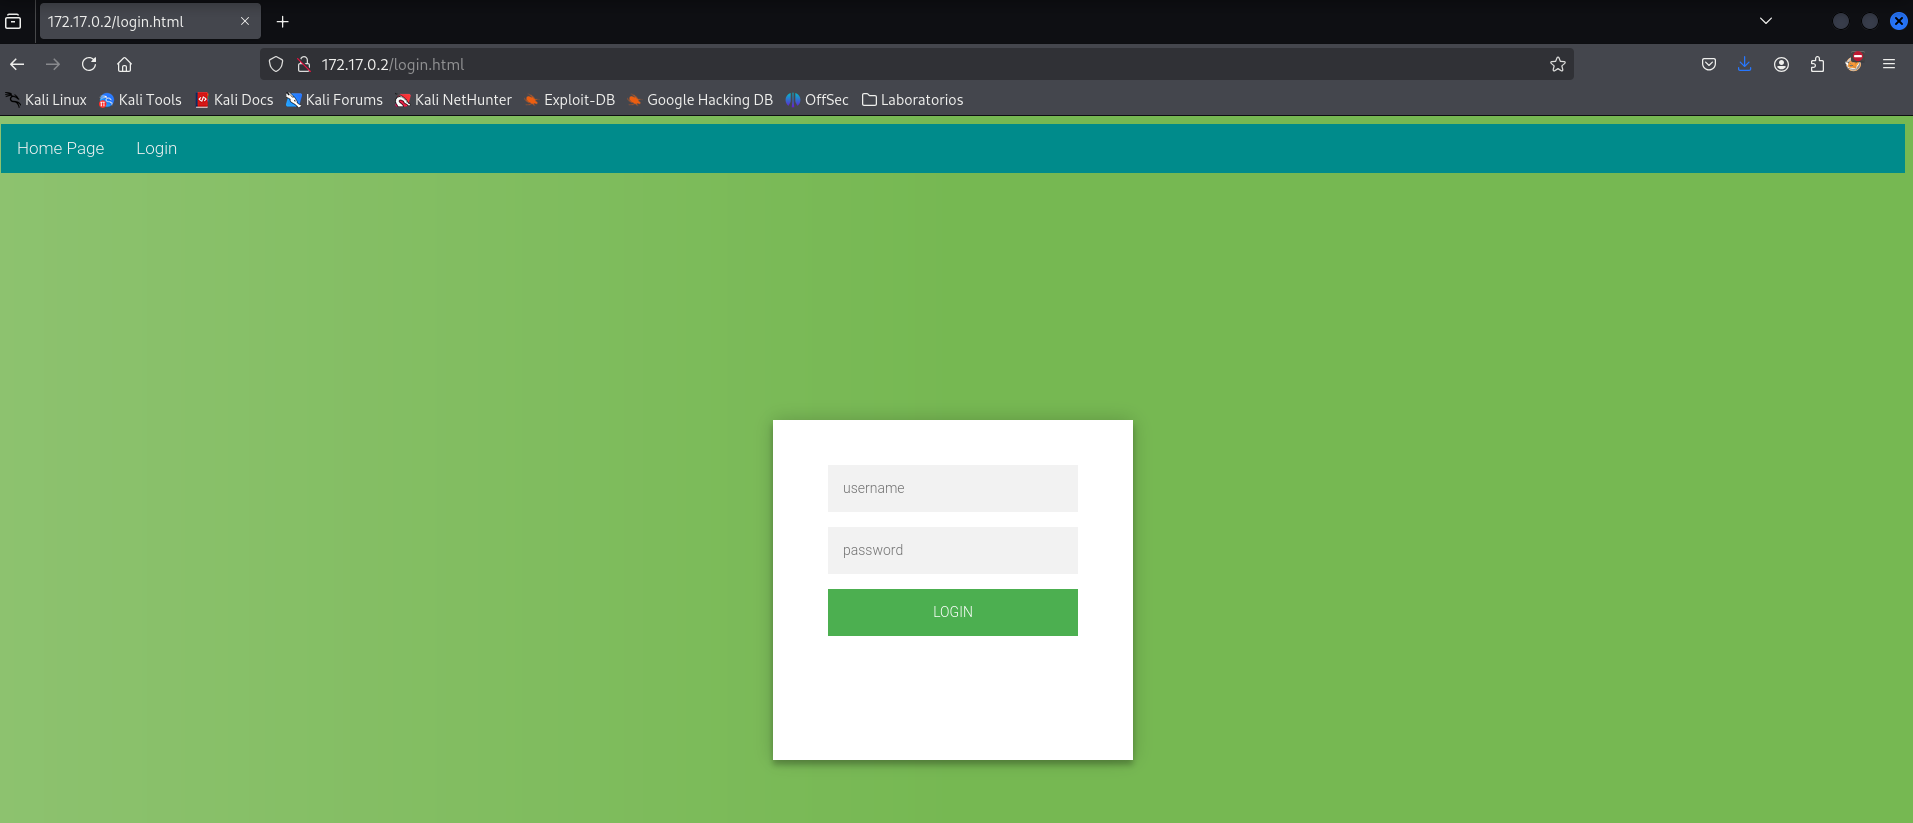 172.17.0.2/login.html
172.17.0.2/login.html
Kali Linux Kali Tools Kali Docs Kali Forums Kali NetHunter Exploit-DB Google Hacking DB OffSec Laboratorios
Home Page Login
username
password
LOGIN